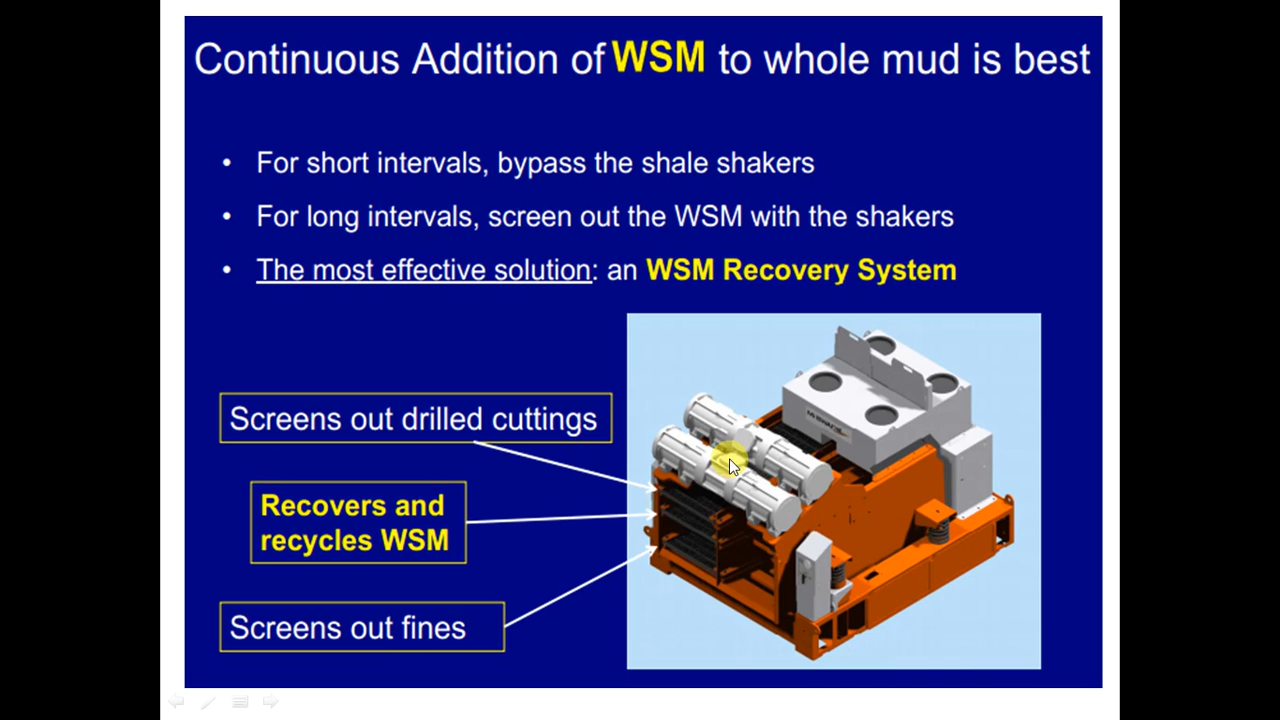 Continuous Addition of WSM to whole mud is best
• For short intervals, bypass the shale shakers
• For long intervals, screen out the WSM with the shakers
• The most effective solution: an WSM Recovery System
Screens out drilled cuttings
Recovers and
recycles WSM
Screens out fines